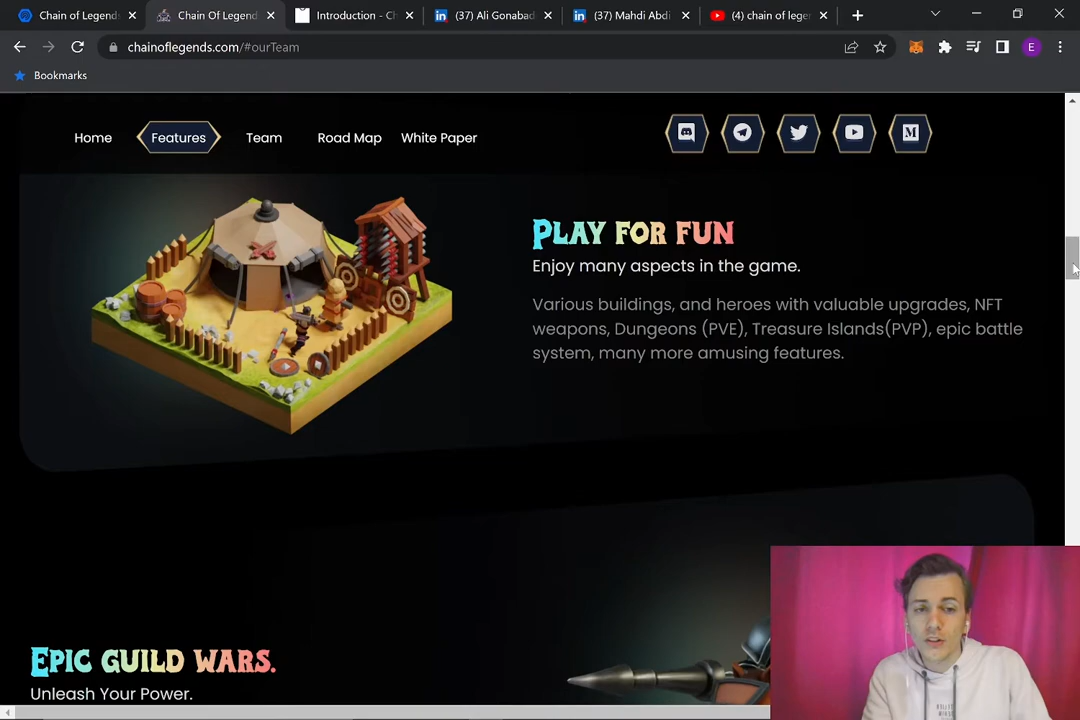 Chain of Legends
Chain Of Legend
Introduction - Ch
(37) Ali Gonabad
(37) Mahdi Abdi
(4) chain of lege
chainoflegends.com/#ourTeam
E
Bookmarks
Home
Features
Team
Road Map
White Paper
PLAY FOR FUN
Enjoy many aspects in the game.
Various buildings, and heroes with valuable upgrades, NFT
weapons, Dungeons (PVE), Treasure Islands(PVP), epic battle
system, many more amusing features.
EPIC GUILD WARS.
Unleash Your Power.